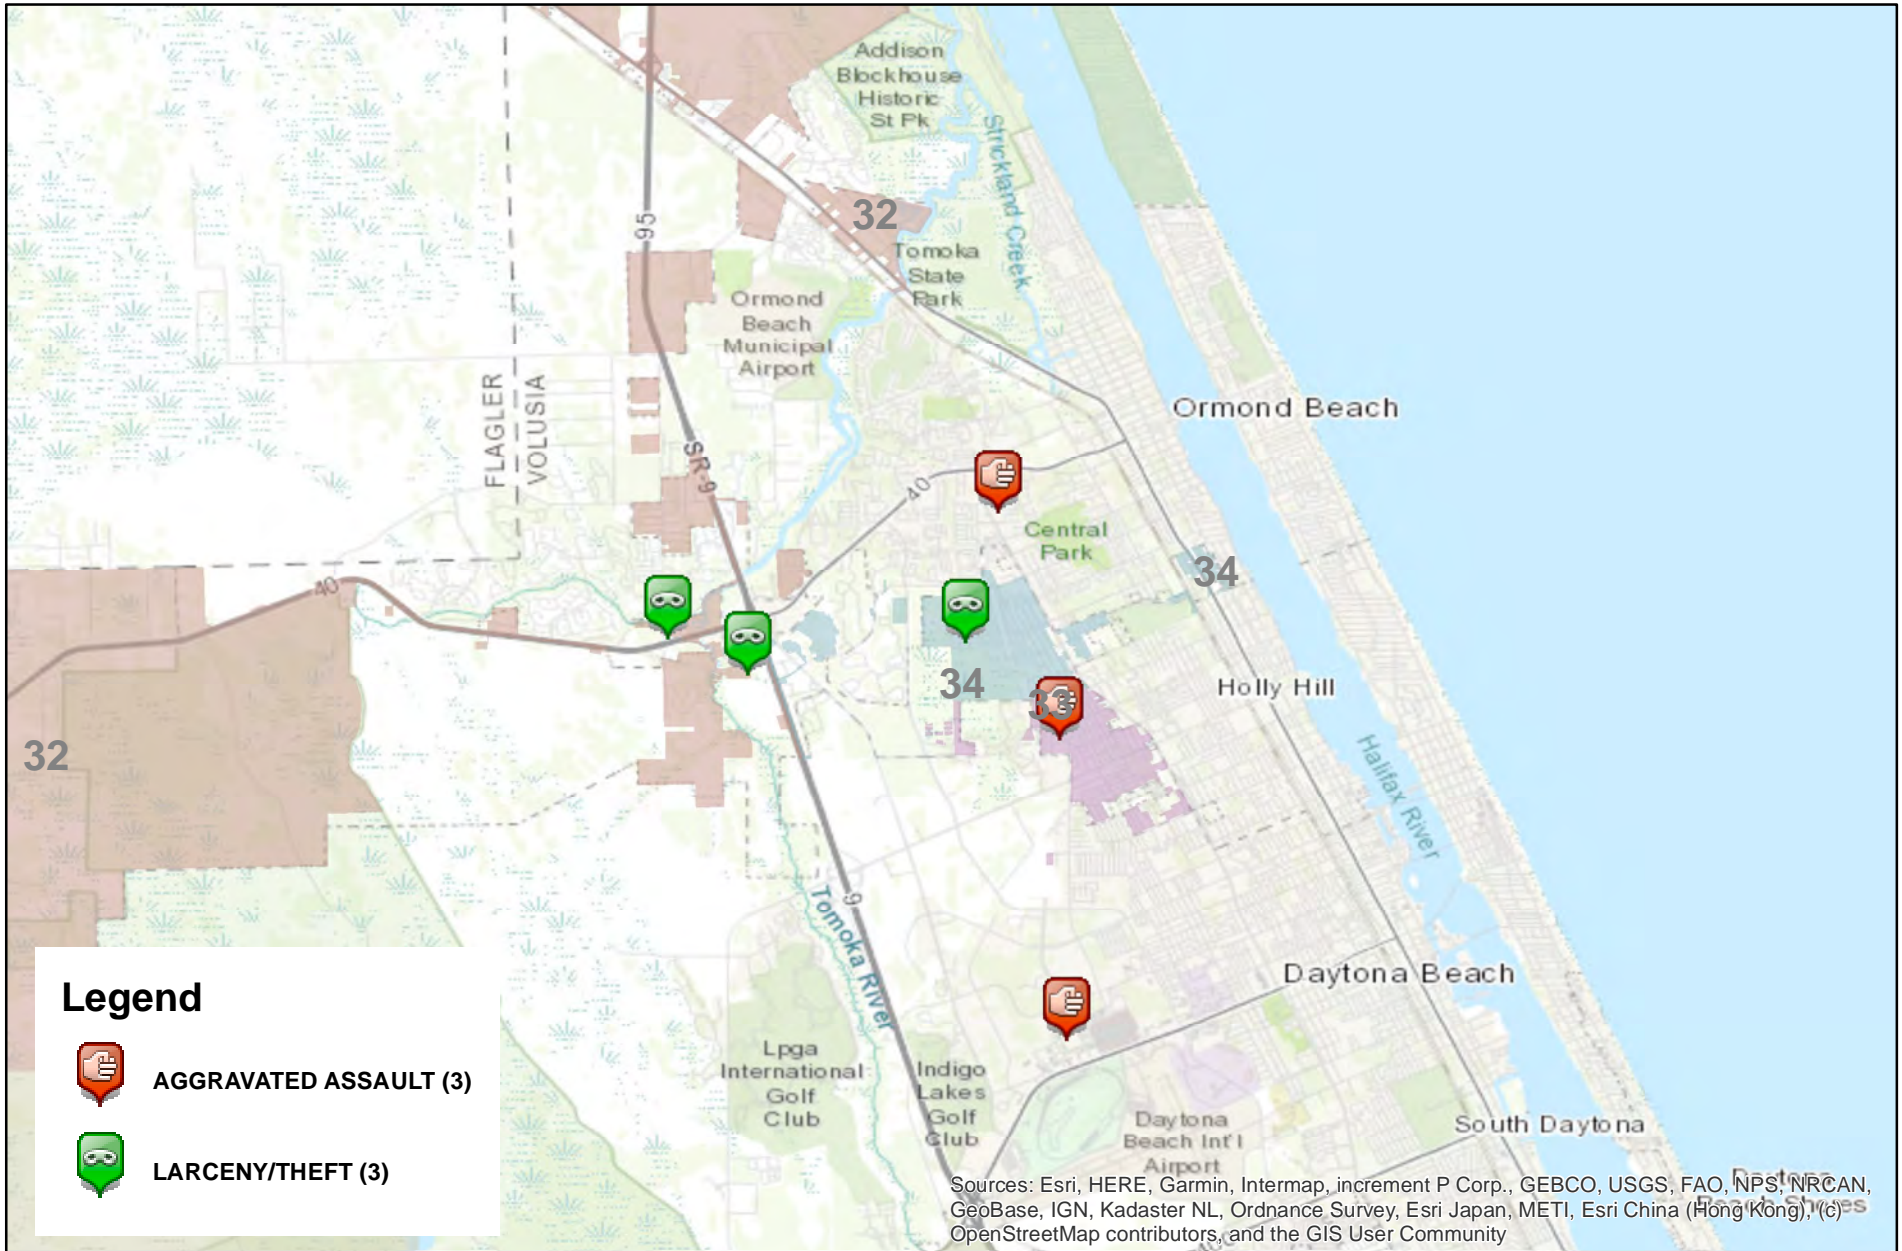 Addison
Blockhouse
Historic
St Pk
Strickland Creek
95
32
Tomoka
State
Park
Ormond
Beach
Municipal
Airport
FLAGLER
VOLUSIA
Ormond Beach
SR-9
40
Central
Park
34
40
34
33
Holly Hill
32
Halifax River
9
Tomoka River
Daytona Beach
Legend
AGGRAVATED ASSAULT (3)
LARCENY/THEFT (3)
Lpga
International
Golf
Club
Indigo
Lakes
Golf
Club
Daytona
Beach Int'l
Airport
South Daytona
Daytona
Beach Shores
Sources: Esri, HERE, Garmin, Intermap, increment P Corp., GEBCO, USGS, FAO, NPS, NRCAN,
GeoBase, IGN, Kadaster NL, Ordnance Survey, Esri Japan, METI, Esri China (Hong Kong), (c)
OpenStreetMap contributors, and the GIS User Community